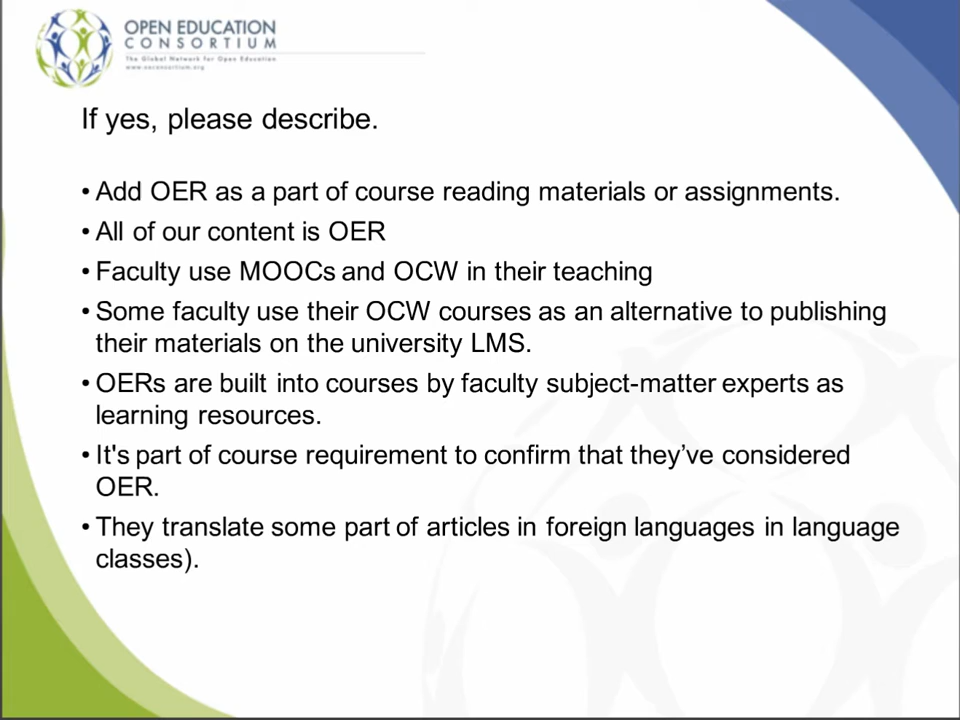 OPEN EDUCATION
CONSORTIUM
The Global Network for Open Education
www.oeconsortium.org
If yes, please describe.
• Add OER as a part of course reading materials or assignments.
• All of our content is OER
• Faculty use MOOCs and OCW in their teaching
• Some faculty use their OCW courses as an alternative to publishing
their materials on the university LMS.
• OERs are built into courses by faculty subject-matter experts as
learning resources.
• It's part of course requirement to confirm that they’ve considered
OER.
• They translate some part of articles in foreign languages in language
classes).